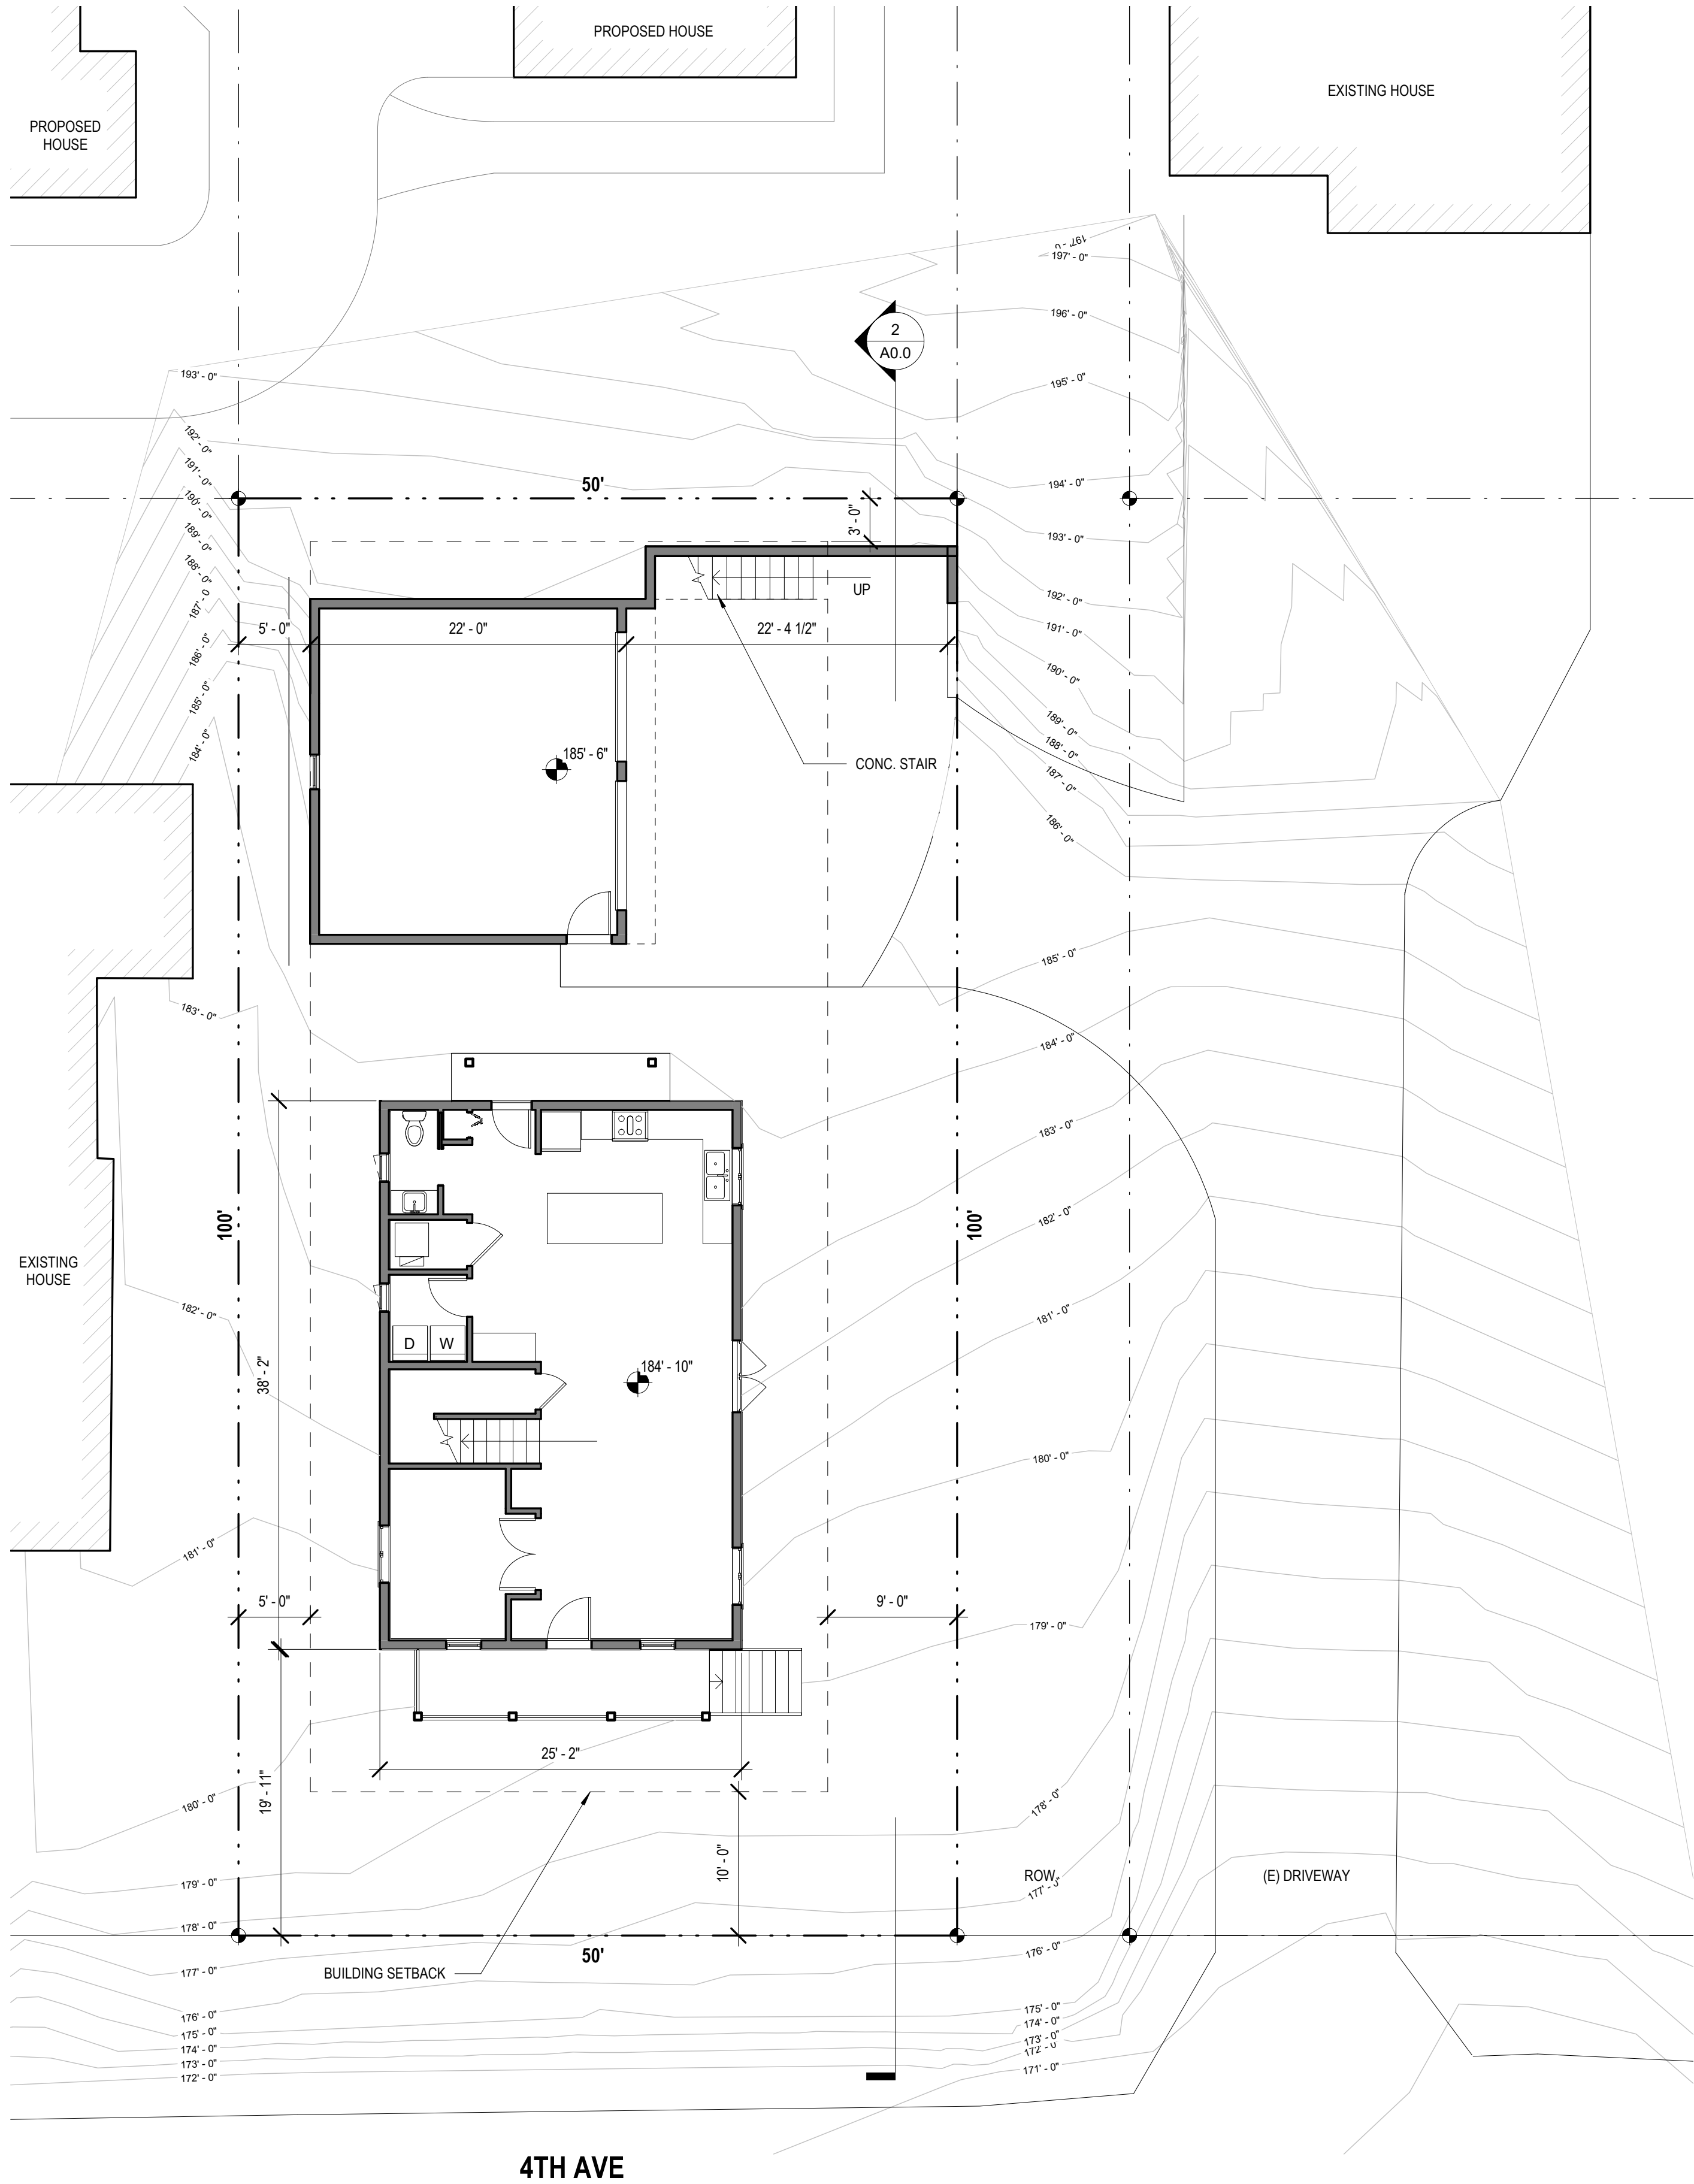 PROPOSED HOUSE
EXISTING HOUSE
PROPOSED
HOUSE
197' - 0"
197' - 0"
196' - 0"
2
A0.0
193' - 0"
195' - 0"
192' - 0"
191' - 0"
50'
194' - 0"
190' - 0"
3' - 0"
189' - 0"
193' - 0"
188' - 0"
UP
187' - 0
192' - 0"
5' - 0"
22' - 0"
22' - 4 1/2"
191' - 0"
186' - 0"
190' - 0"
185' - 0"
189' - 0"
184' - 0"
188' - 0"
185' - 6"
CONC. STAIR
187' - 0"
186' - 0"
185' - 0"
183' - 0"
184' - 0"
183' - 0"
100'
100'
182' - 0"
EXISTING
HOUSE
182' - 0"
181' - 0"
D
W
38' - 2"
184' - 10"
180' - 0"
181' - 0"
5' - 0"
9' - 0"
179' - 0"
25' - 2"
19' - 11"
180' - 0"
178' - 0"
10' - 0"
ROW
(E) DRIVEWAY
179' - 0"
177' - 0"
178' - 0"
50'
176' - 0"
177' - 0"
BUILDING SETBACK
176' - 0"
175' - 0"
175' - 0"
174' - 0"
174' - 0"
173' - 0"
173' - 0"
172' - 0
172' - 0"
171' - 0"
4TH AVE